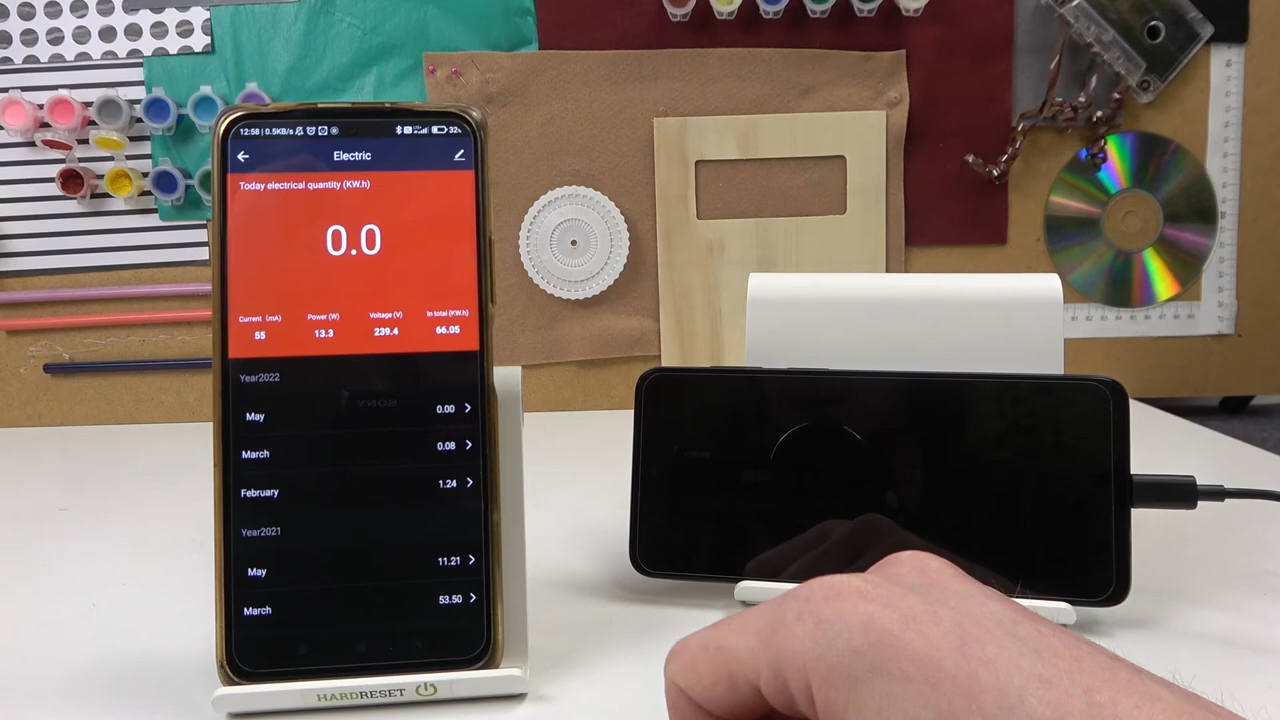 12:58 | 0.5KB/s
32%
Electric
Today electrical quantity (KW.h)
0.0
Current (mA) Power (W) Voltage (V) In total (KW.h)
55 13.3 239.4 66.05
Year2022
May 0.00
SONY
March 0.08
February 1.24
Year2021
May 11.21
March 53.50
HARDRESET